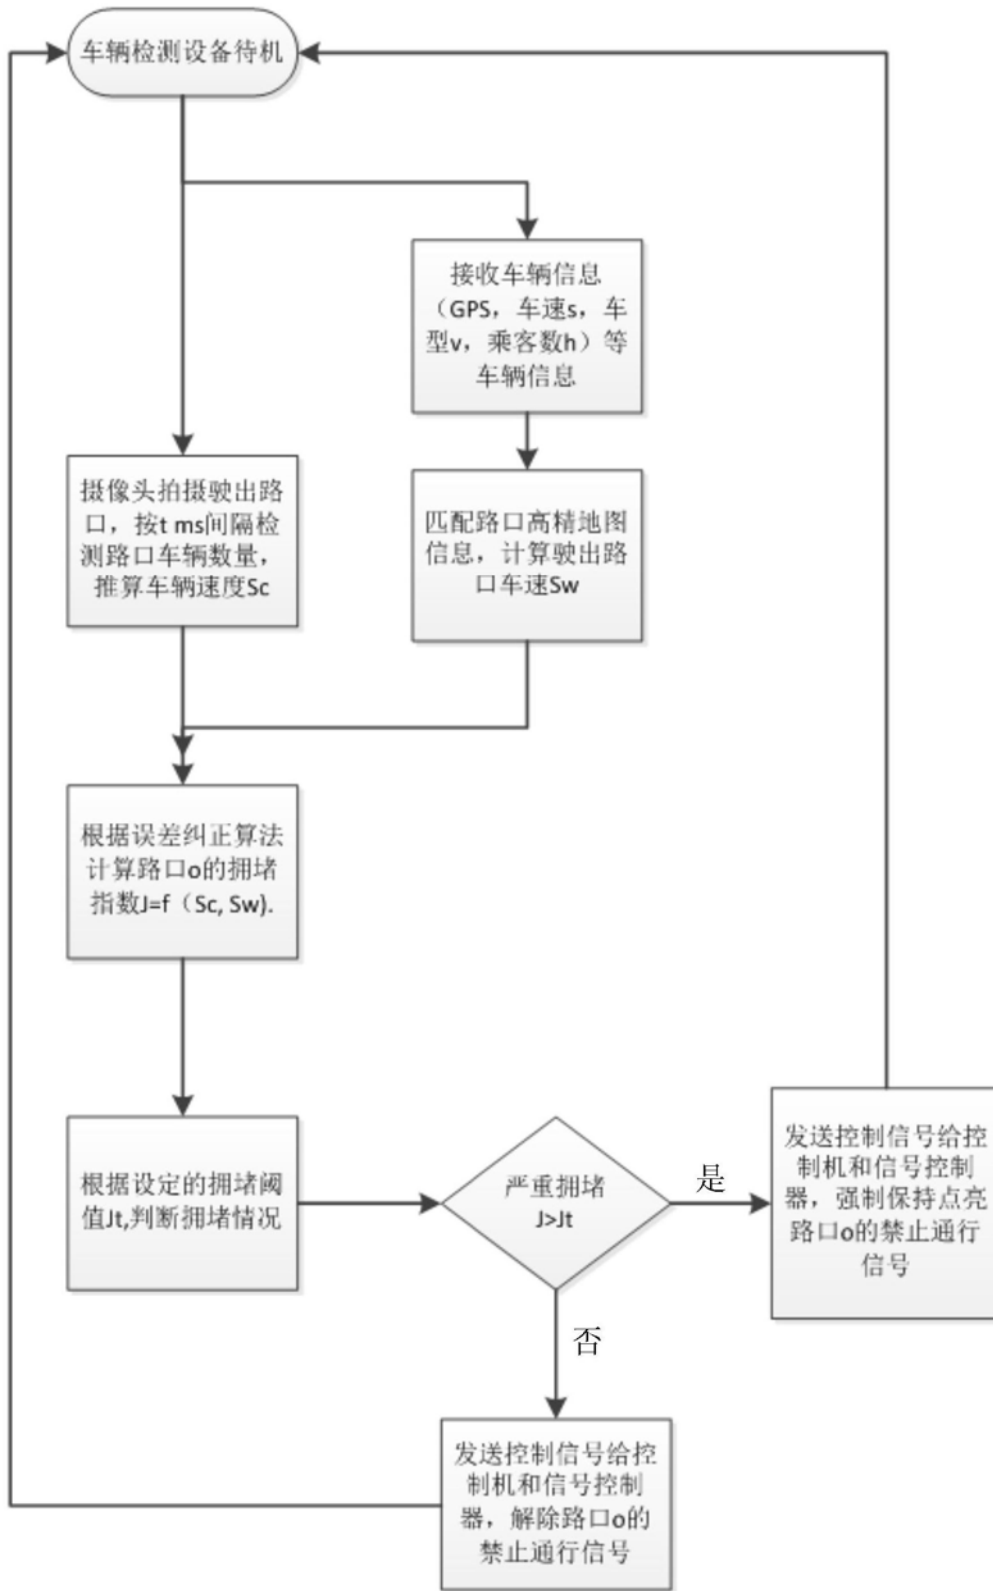 车辆检测设备待机
接收车辆信息
（GPS，车速s，车
型v，乘客数h）等
车辆信息
摄像头拍摄驶出路
口，按t ms间隔检
测路口车辆数量，
推算车辆速度Sc
匹配路口高精地图
信息，计算驶出路
口车速Sw
根据误差纠正算法
计算路口o的拥堵
指数J=f（Sc, Sw).
根据设定的拥堵阈
值Jt,判断拥堵情况
严重拥堵
J>Jt
是
发送控制信号给控
制机和信号控制
器，强制保持点亮
路口o的禁止通行
信号
否
发送控制信号给控
制机和信号控制
器，解除路口o的
禁止通行信号